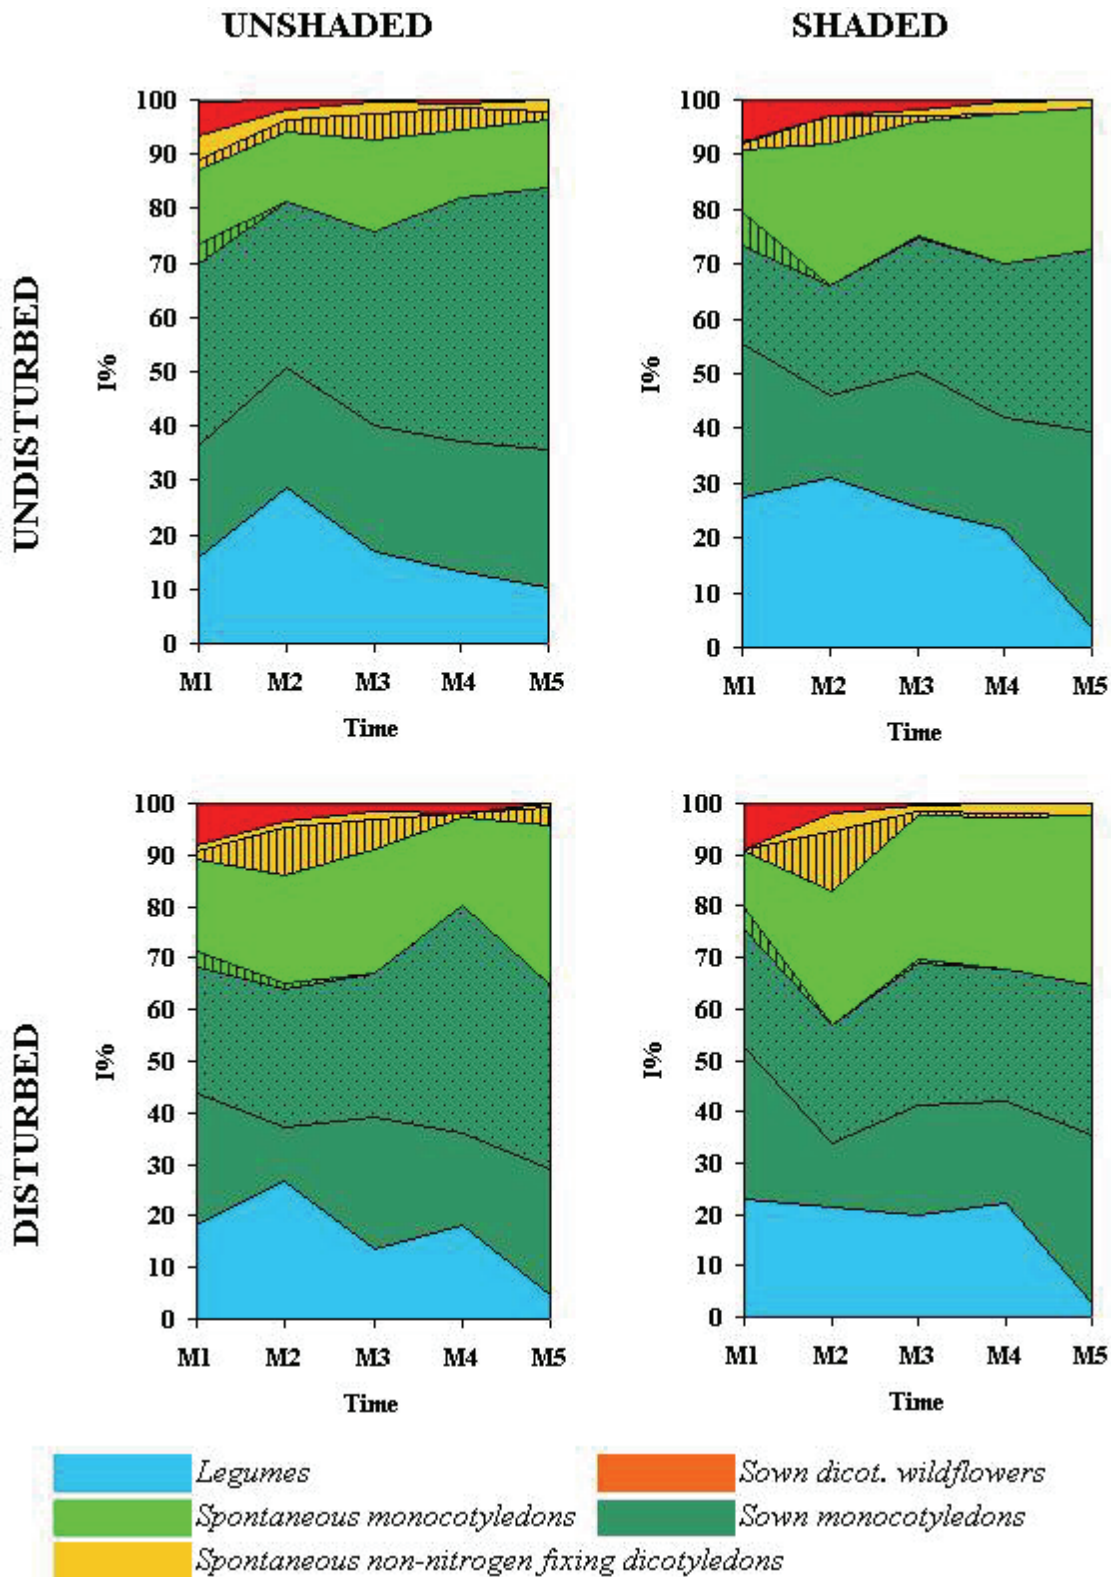 UNSHADED SHADED
UNDISTURBED
I%
100
90
80
70
60
50
40
30
20
10
0
M1 M2 M3 M4 M5
Time
I%
100
90
80
70
60
50
40
30
20
10
0
M1 M2 M3 M4 M5
Time
DISTURBED
I%
100
90
80
70
60
50
40
30
20
10
0
M1 M2 M3 M4 M5
Time
I%
100
90
80
70
60
50
40
30
20
10
0
M1 M2 M3 M4 M5
Time
Legumes Sown dicot. wildflowers
Spontaneous monocotyledons Sown monocotyledons
Spontaneous non-nitrogen fixing dicotyledons